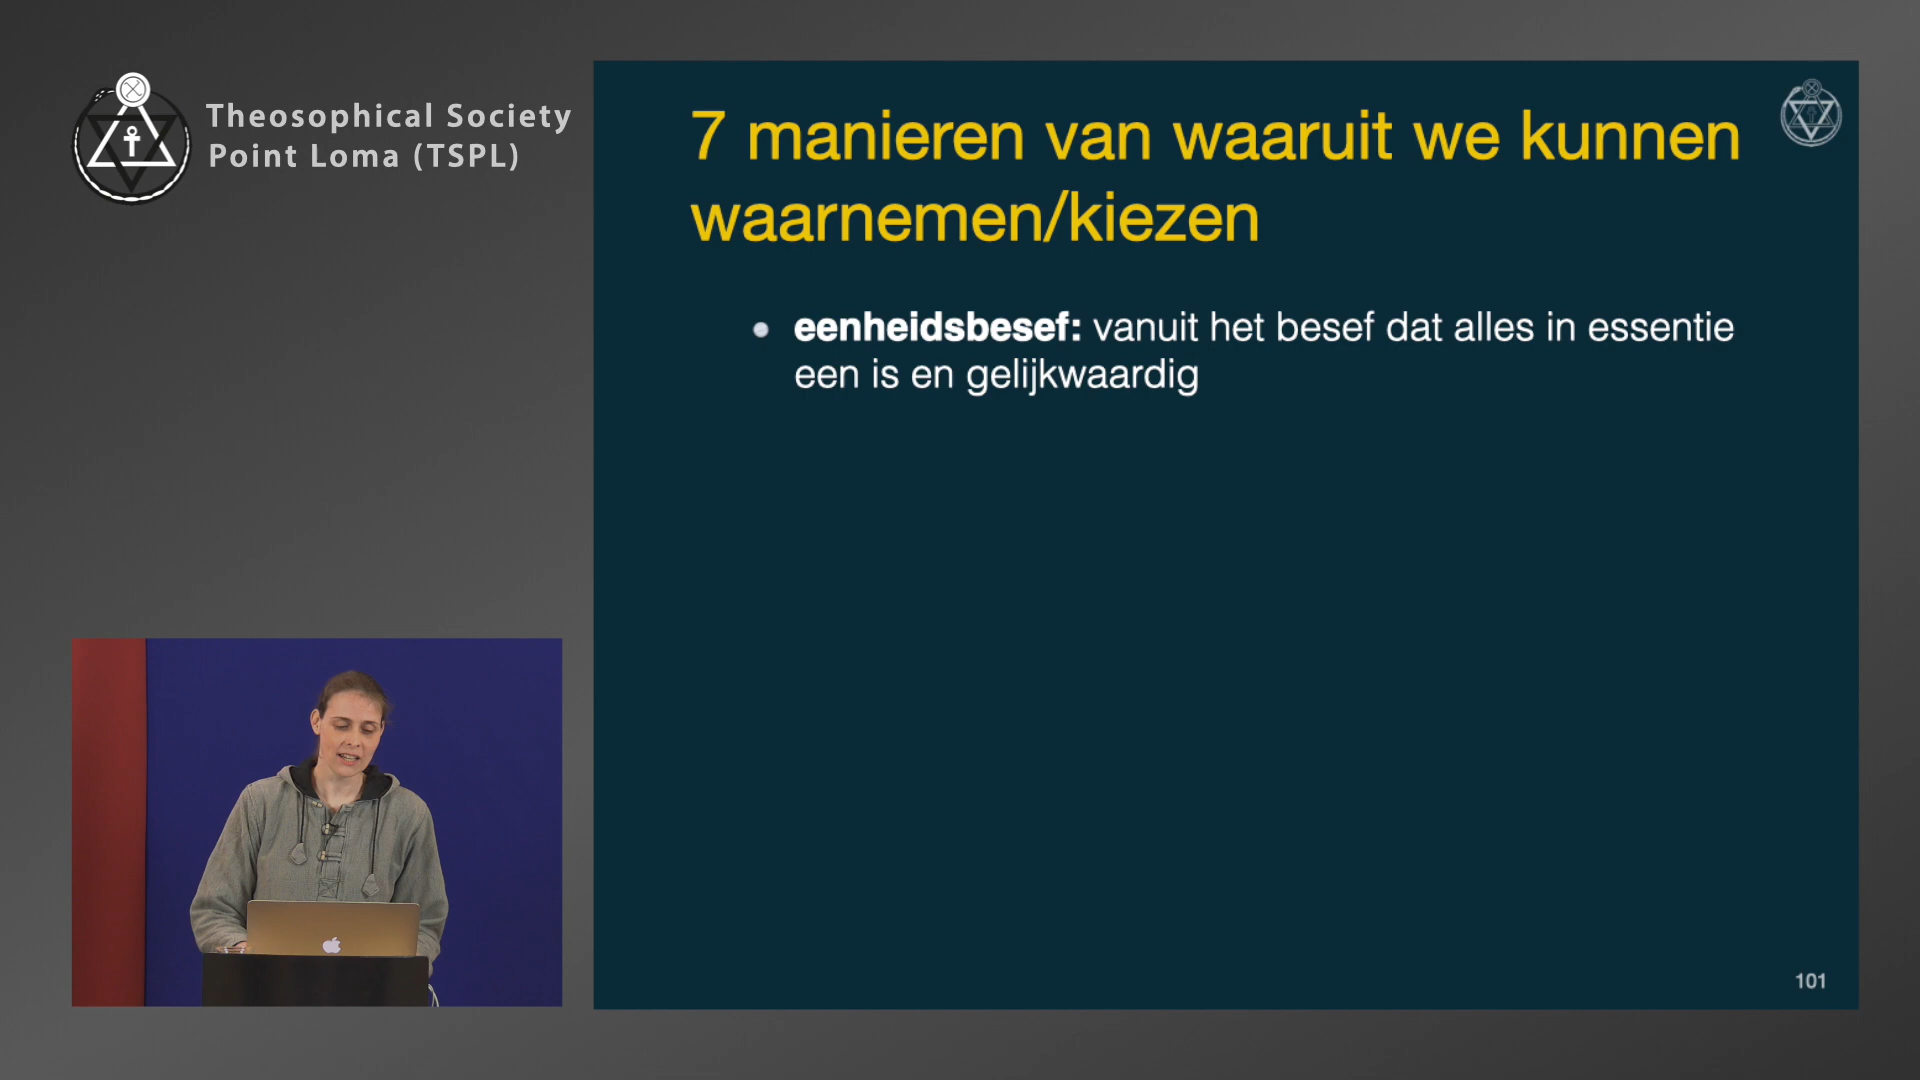 Theosophical Society
Point Loma (TSPL)
7 manieren van waaruit we kunnen
waarnemen/kiezen
• eenheidsbesef: vanuit het besef dat alles in essentie
een is en gelijkwaardig
101